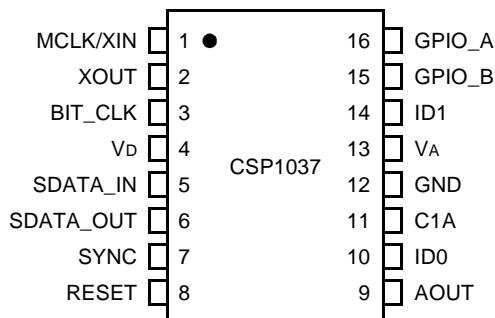 MCLK/XIN 1 16 GPIO_A
XOUT 2 15 GPIO_B
BIT_CLK 3 14 ID1
VD 4 13 VA
CSP1037
SDATA_IN 5 12 GND
SDATA_OUT 6 11 C1A
SYNC 7 10 ID0
RESET 8 9 AOUT